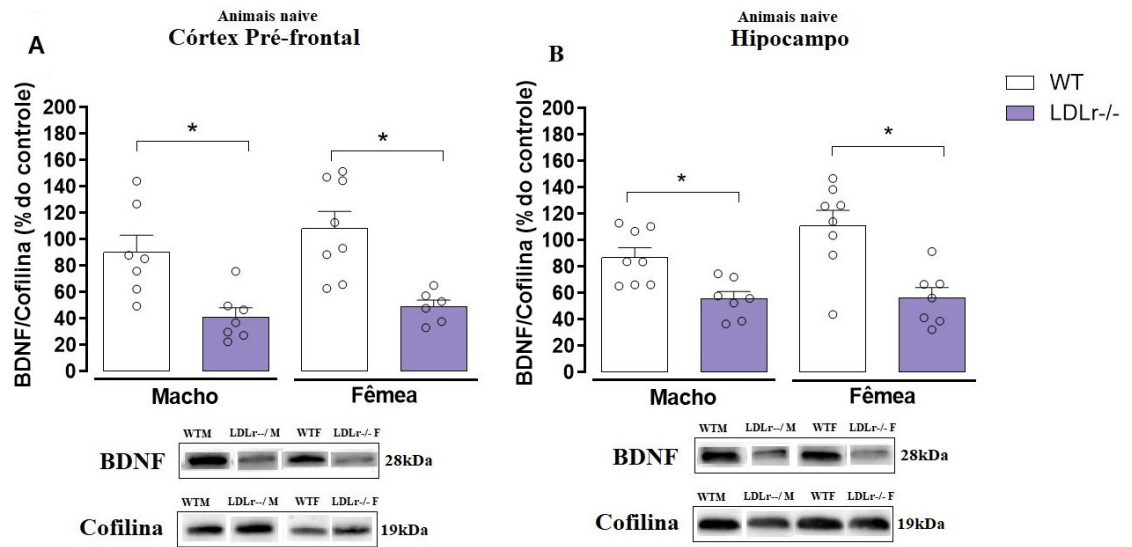 Animais naive
Córtex Pré-frontal
A
BDNF/Cofilina (% do controle)
200
180
160
140
120
100
80
60
40
20
0
*
*
Macho
Fêmea
WTM LDLr--/ M WTF LDLr-/- F
BDNF 28kDa
WTM LDLr--/ M WTF LDLr-/- F
Cofilina 19kDa
Animais naive
Hipocampo
B
BDNF/Cofilina (% do controle)
200
180
160
140
120
100
80
60
40
20
0
*
*
Macho
Fêmea
WTM LDLr--/ M WTF LDLr-/- F
BDNF 28kDa
WTM LDLr--/ M WTF LDLr-/- F
Cofilina 19kDa
WT
LDLr-/-